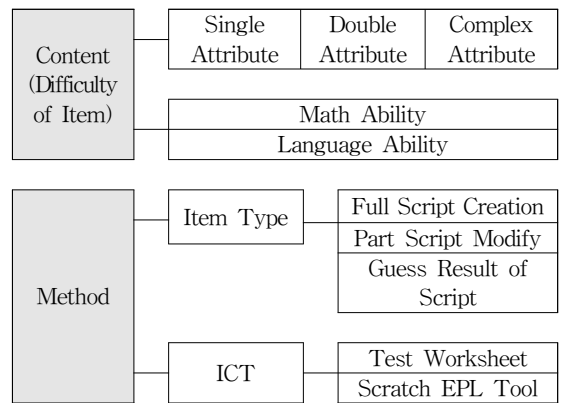 Content
(Difficulty
of Item)
Single
Attribute
Double
Attribute
Complex
Attribute
Math Ability
Language Ability
Method
Item Type
Full Script Creation
Part Script Modify
Guess Result of
Script
ICT
Test Worksheet
Scratch EPL Tool